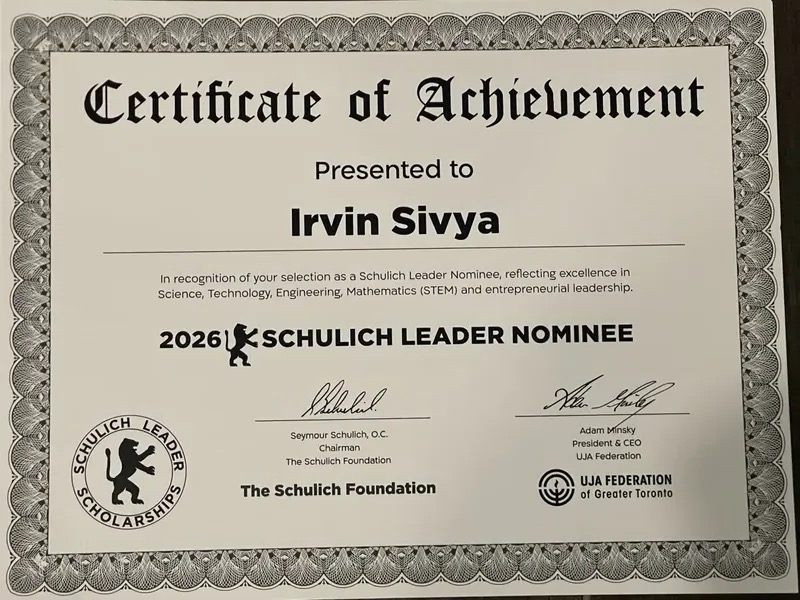 Certificate of Achievement
Presented to
Irvin Sivya
In recognition of your selection as a Schulich Leader Nominee, reflecting excellence in
Science, Technology, Engineering, Mathematics (STEM) and entrepreneurial leadership.
2026 SCHULICH LEADER NOMINEE
SCHULICH LEADER
SCHOLARSHIPS
Seymour Schulich, O.C.
Chairman
The Schulich Foundation
The Schulich Foundation
Adam Minsky
President & CEO
UJA Federation
UJA FEDERATION
of Greater Toronto